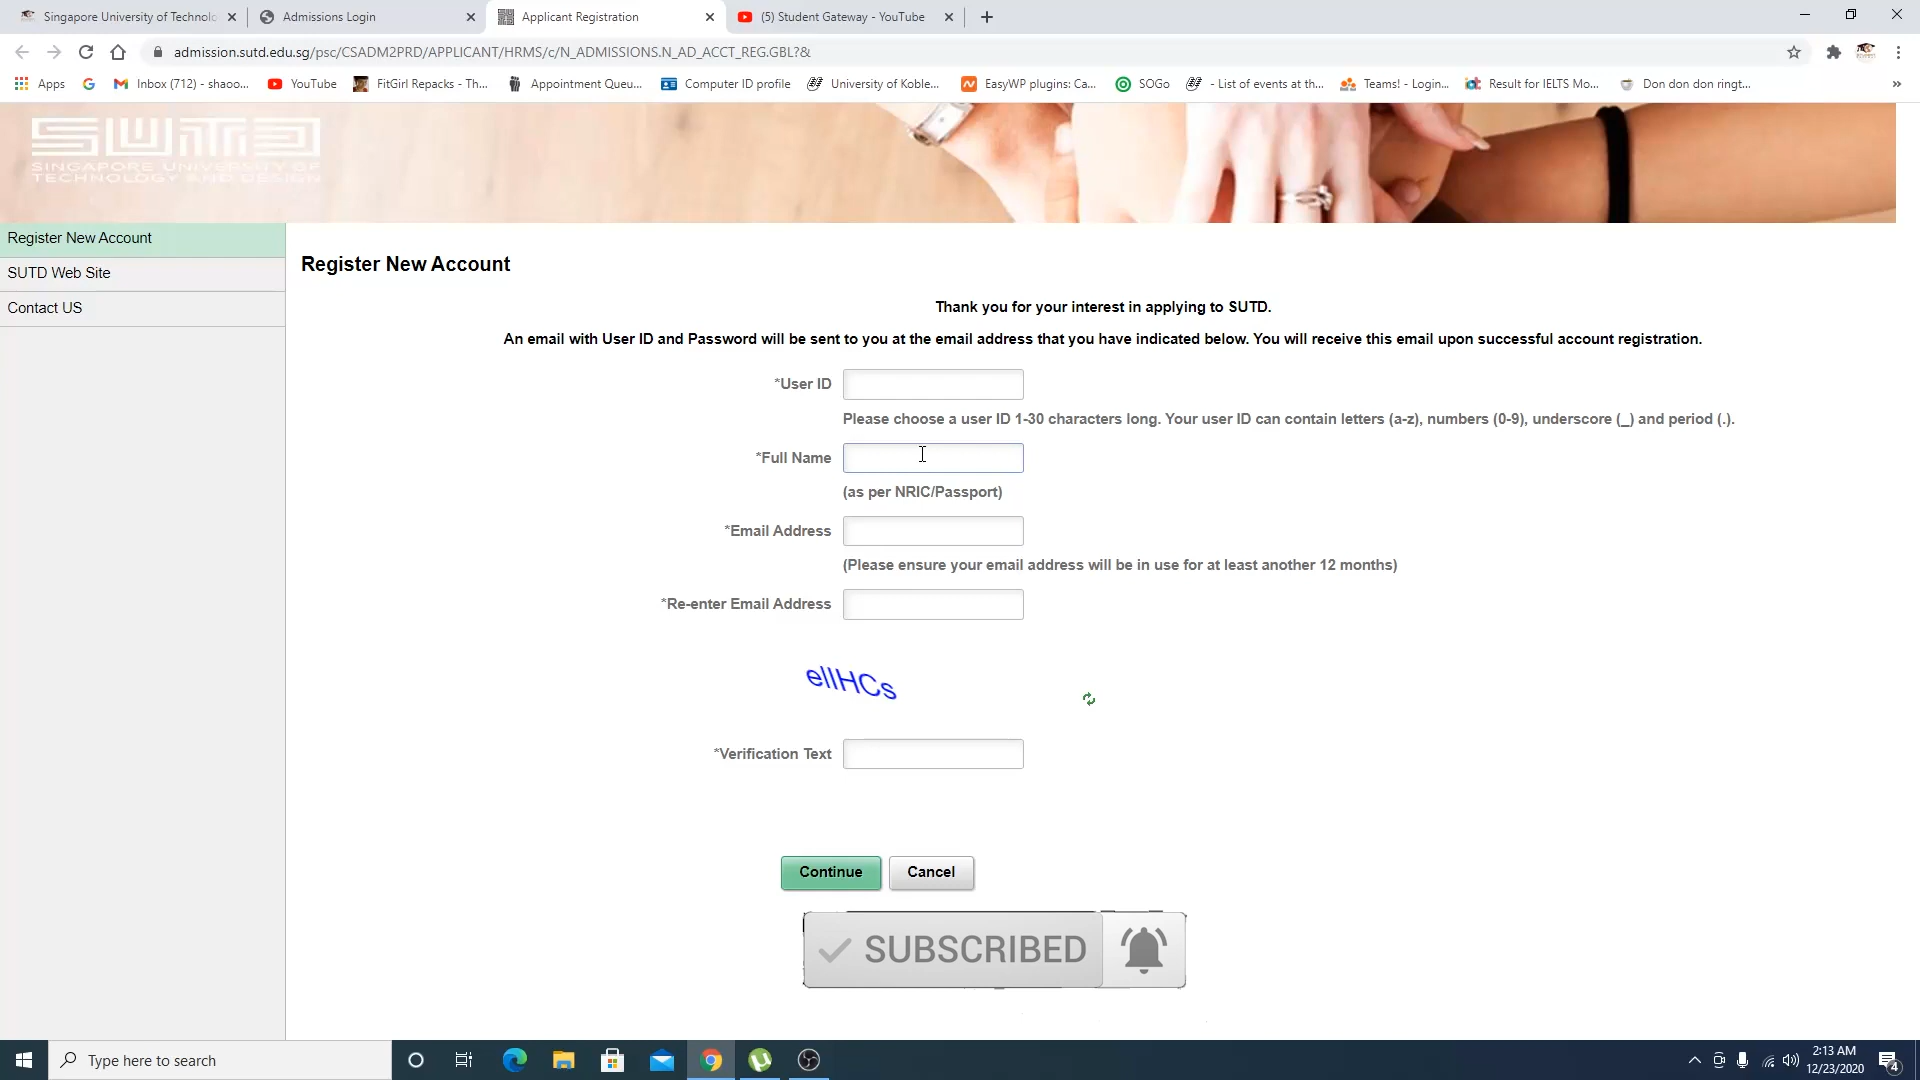 Singapore University of Technolo
Admissions Login
Applicant Registration
(5) Student Gateway - YouTube
admission.sutd.edu.sg/psc/CSADM2PRD/APPLICANT/HRMS/c/N_ADMISSIONS.N_AD_ACCT_REG.GBL?&
Apps
Inbox (712) - shaoo...
YouTube
FitGirl Repacks - Th...
Appointment Queu...
Computer ID profile
University of Koble...
EasyWP plugins: Ca...
SOGo
- List of events at th...
Teams! - Login...
Result for IELTS Mo...
Don don don ringt...
»
SUTD
SINGAPORE UNIVERSITY OF
TECHNOLOGY AND DESIGN
Register New Account
SUTD Web Site
Contact US
Register New Account
Thank you for your interest in applying to SUTD.
An email with User ID and Password will be sent to you at the email address that you have indicated below. You will receive this email upon successful account registration.
*User ID
Please choose a user ID 1-30 characters long. Your user ID can contain letters (a-z), numbers (0-9), underscore (_) and period (.).
*Full Name
(as per NRIC/Passport)
*Email Address
(Please ensure your email address will be in use for at least another 12 months)
*Re-enter Email Address
*Verification Text
Continue
Cancel
SUBSCRIBED
Type here to search
2:13 AM
12/23/2020
4